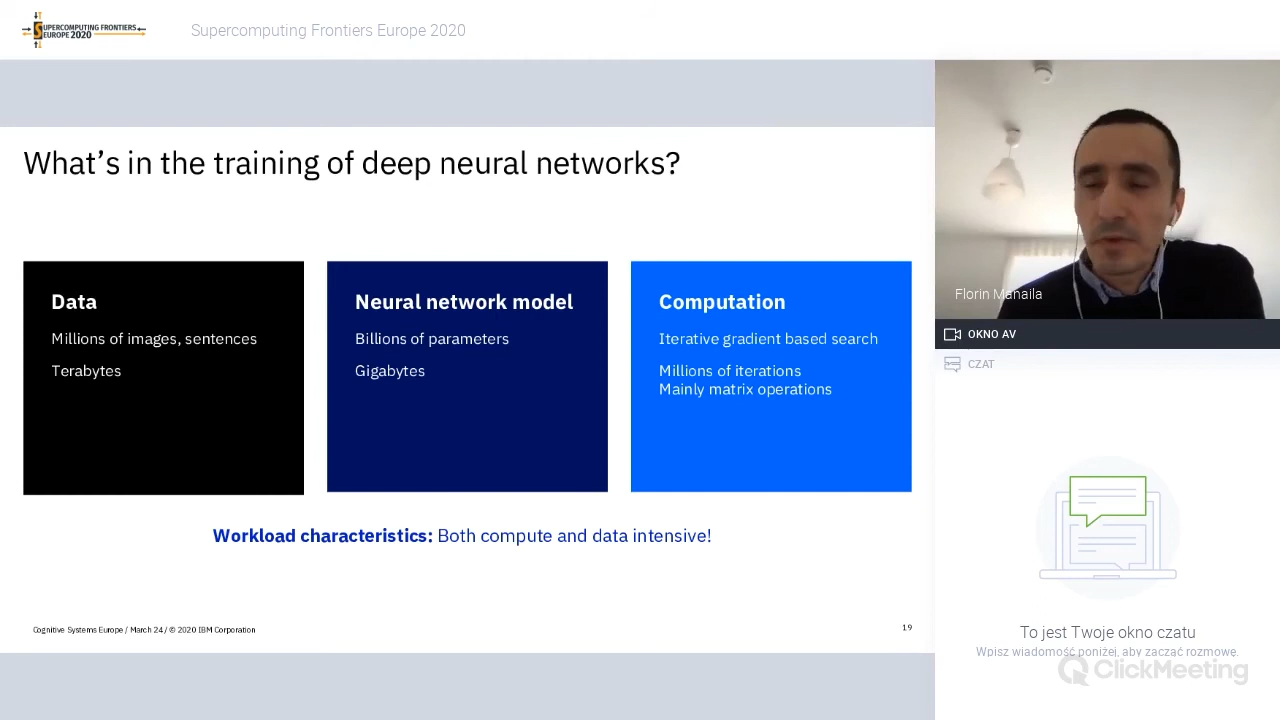 SUPERCOMPUTING FRONTIERS
EUROPE 2020
Supercomputing Frontiers Europe 2020
What's in the training of deep neural networks?
Data
Millions of images, sentences
Terabytes
Neural network model
Billions of parameters
Gigabytes
Computation
Iterative gradient based search
Millions of iterations
Mainly matrix operations
Workload characteristics: Both compute and data intensive!
Cognitive Systems Europe / March 24 / © 2020 IBM Corporation
19
Florin Manaila
OKNO AV
CZAT
To jest Twoje okno czatu
Wpisz wiadomość poniżej, aby zacząć rozmowę.
ClickMeeting